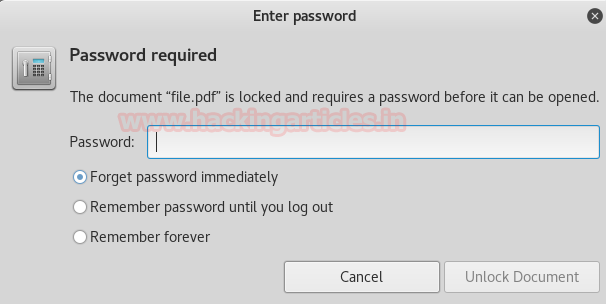 Enter password
Password required
The document “file.pdf” is locked and requires a password before it can be opened.
www.hackingarticles.in
Password:
Forget password immediately
Remember password until you log out
Remember forever
Cancel
Unlock Document